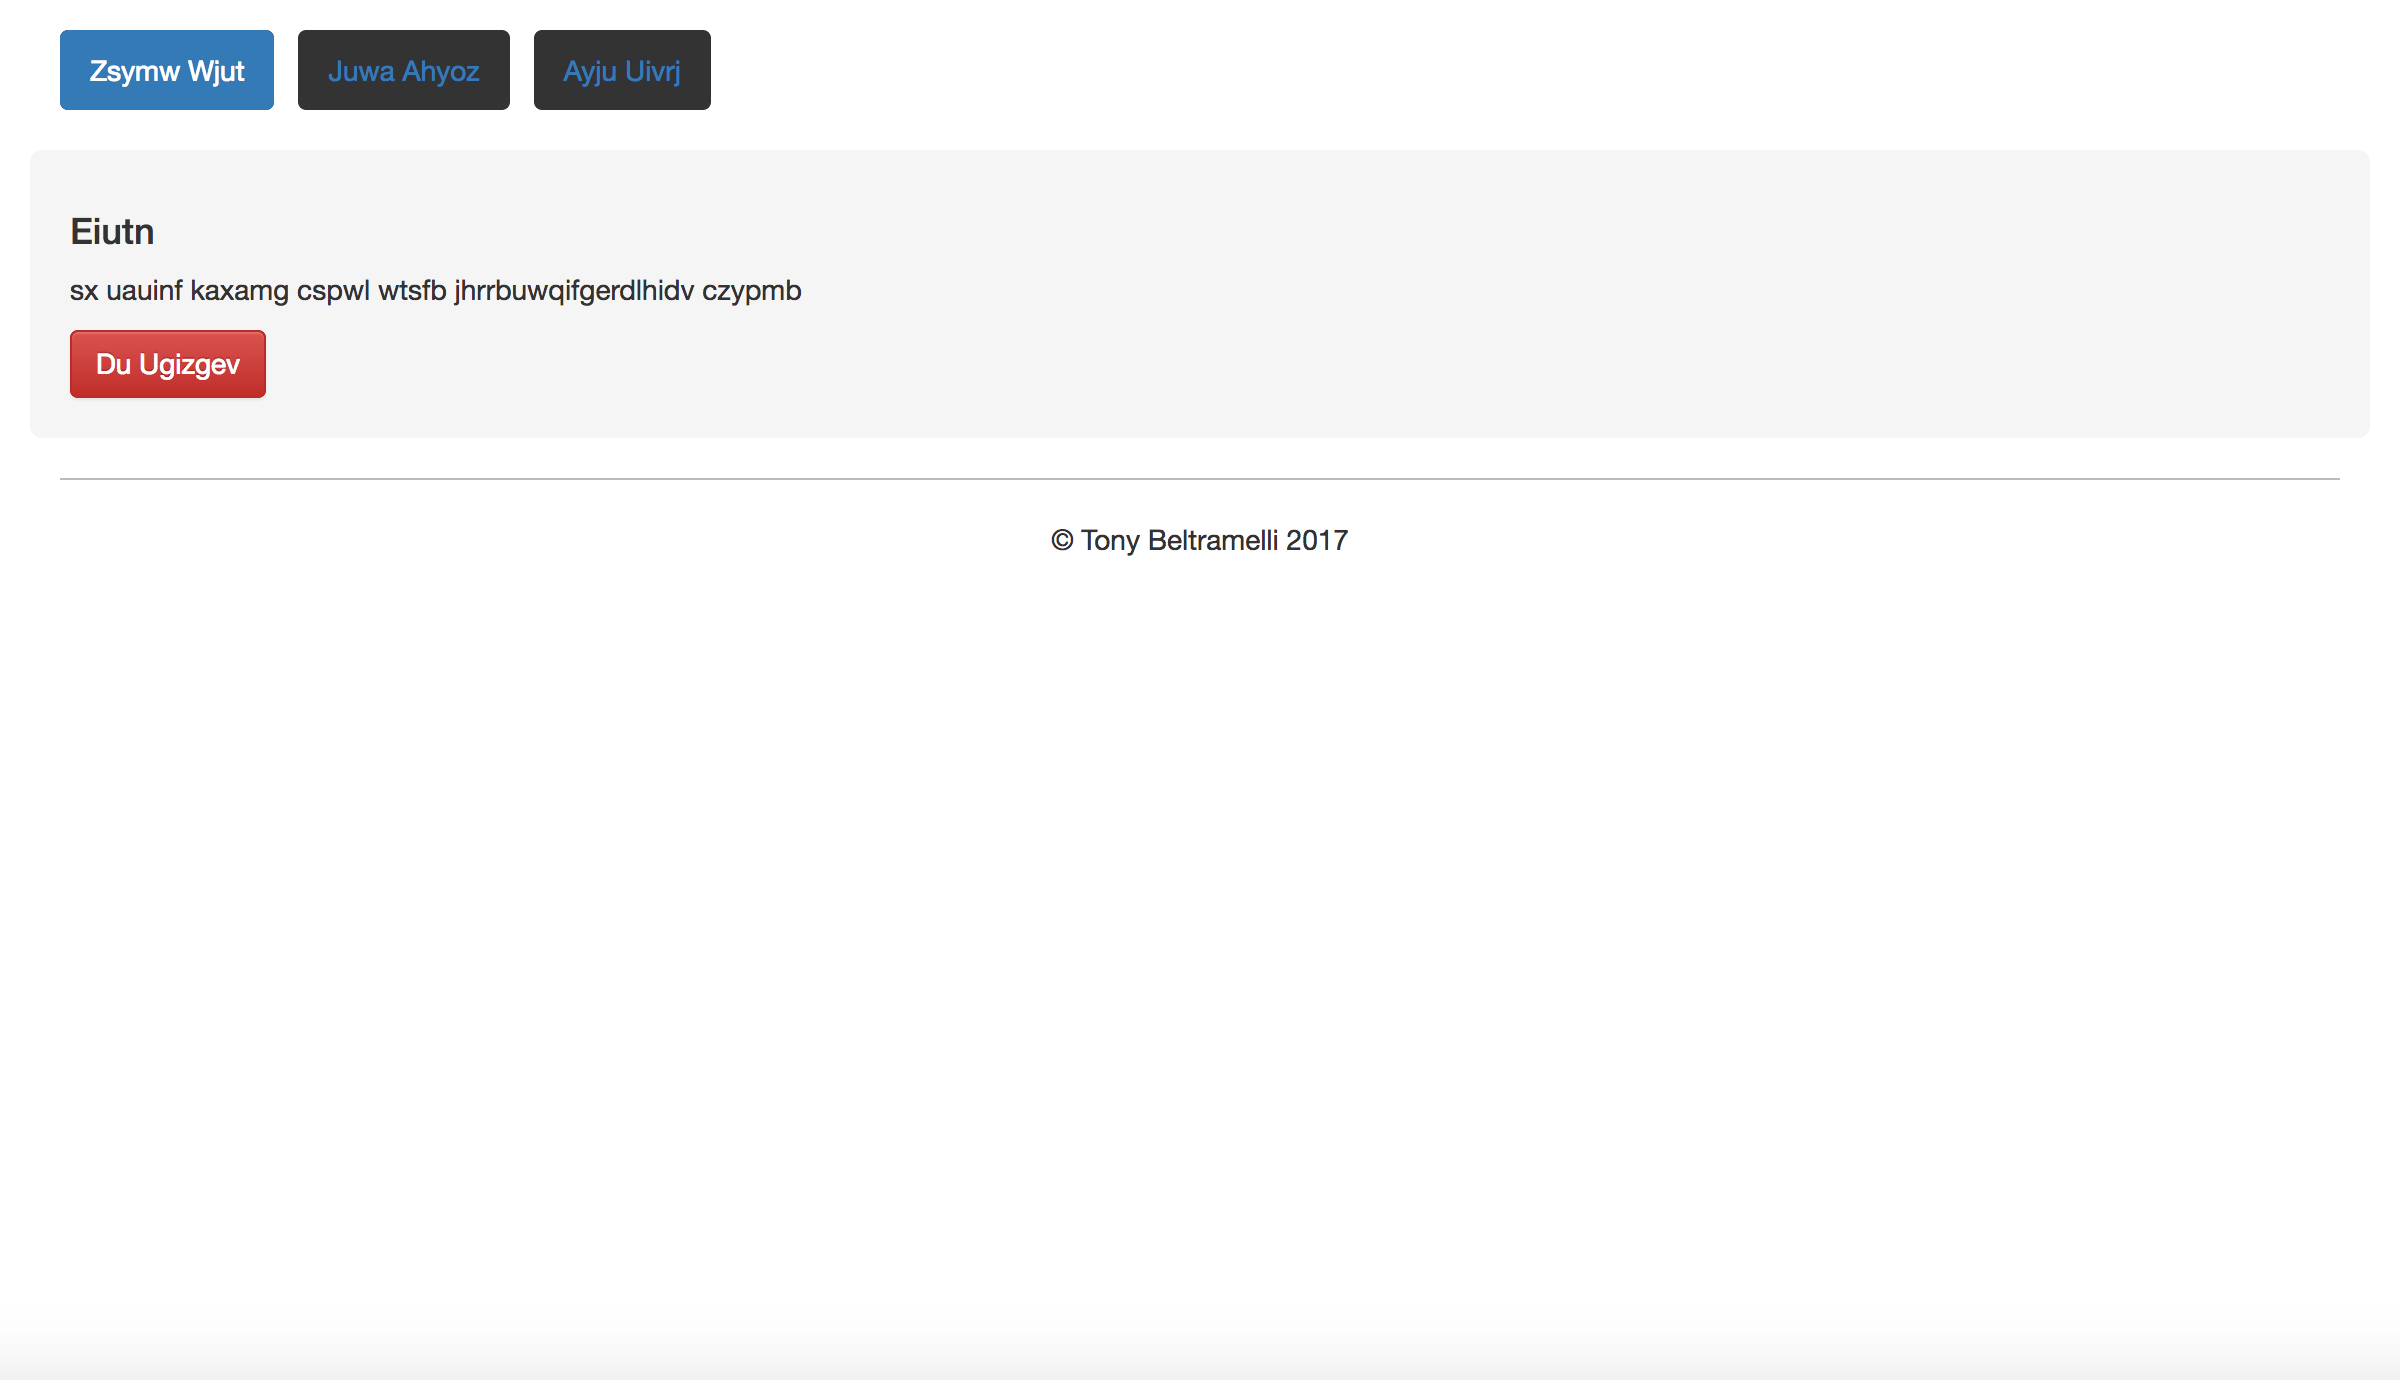 Zsymw Wjut Juwa Ahyoz Ayju Uivrj
Eiutn
sx uauinf kaxamg cspwl wtsfb jhrrbuwqifgerdlhidv czypmb
Du Ugizgev
© Tony Beltramelli 2017